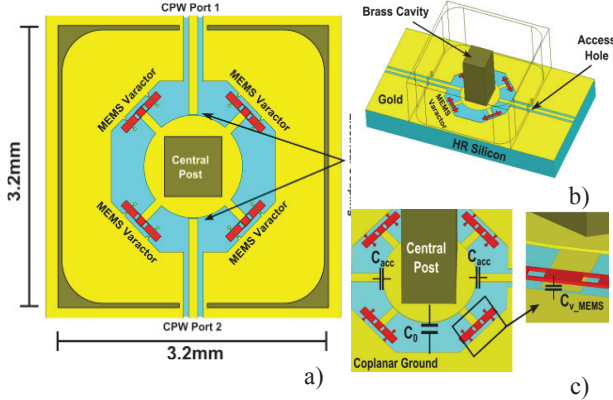 CPW Port 1
MEMS Varactor
MEMS Varactor
Central
Post
3.2mm
MEMS Varactor
MEMS Varactor
CPW Port 2
3.2mm
a)
Brass Cavity
Access
Hole
Gold
MEMS
Varactor
HR Silicon
b)
Central
Post
Cacc
Cacc
C0
Coplanar Ground
Cv_MEMS
c)